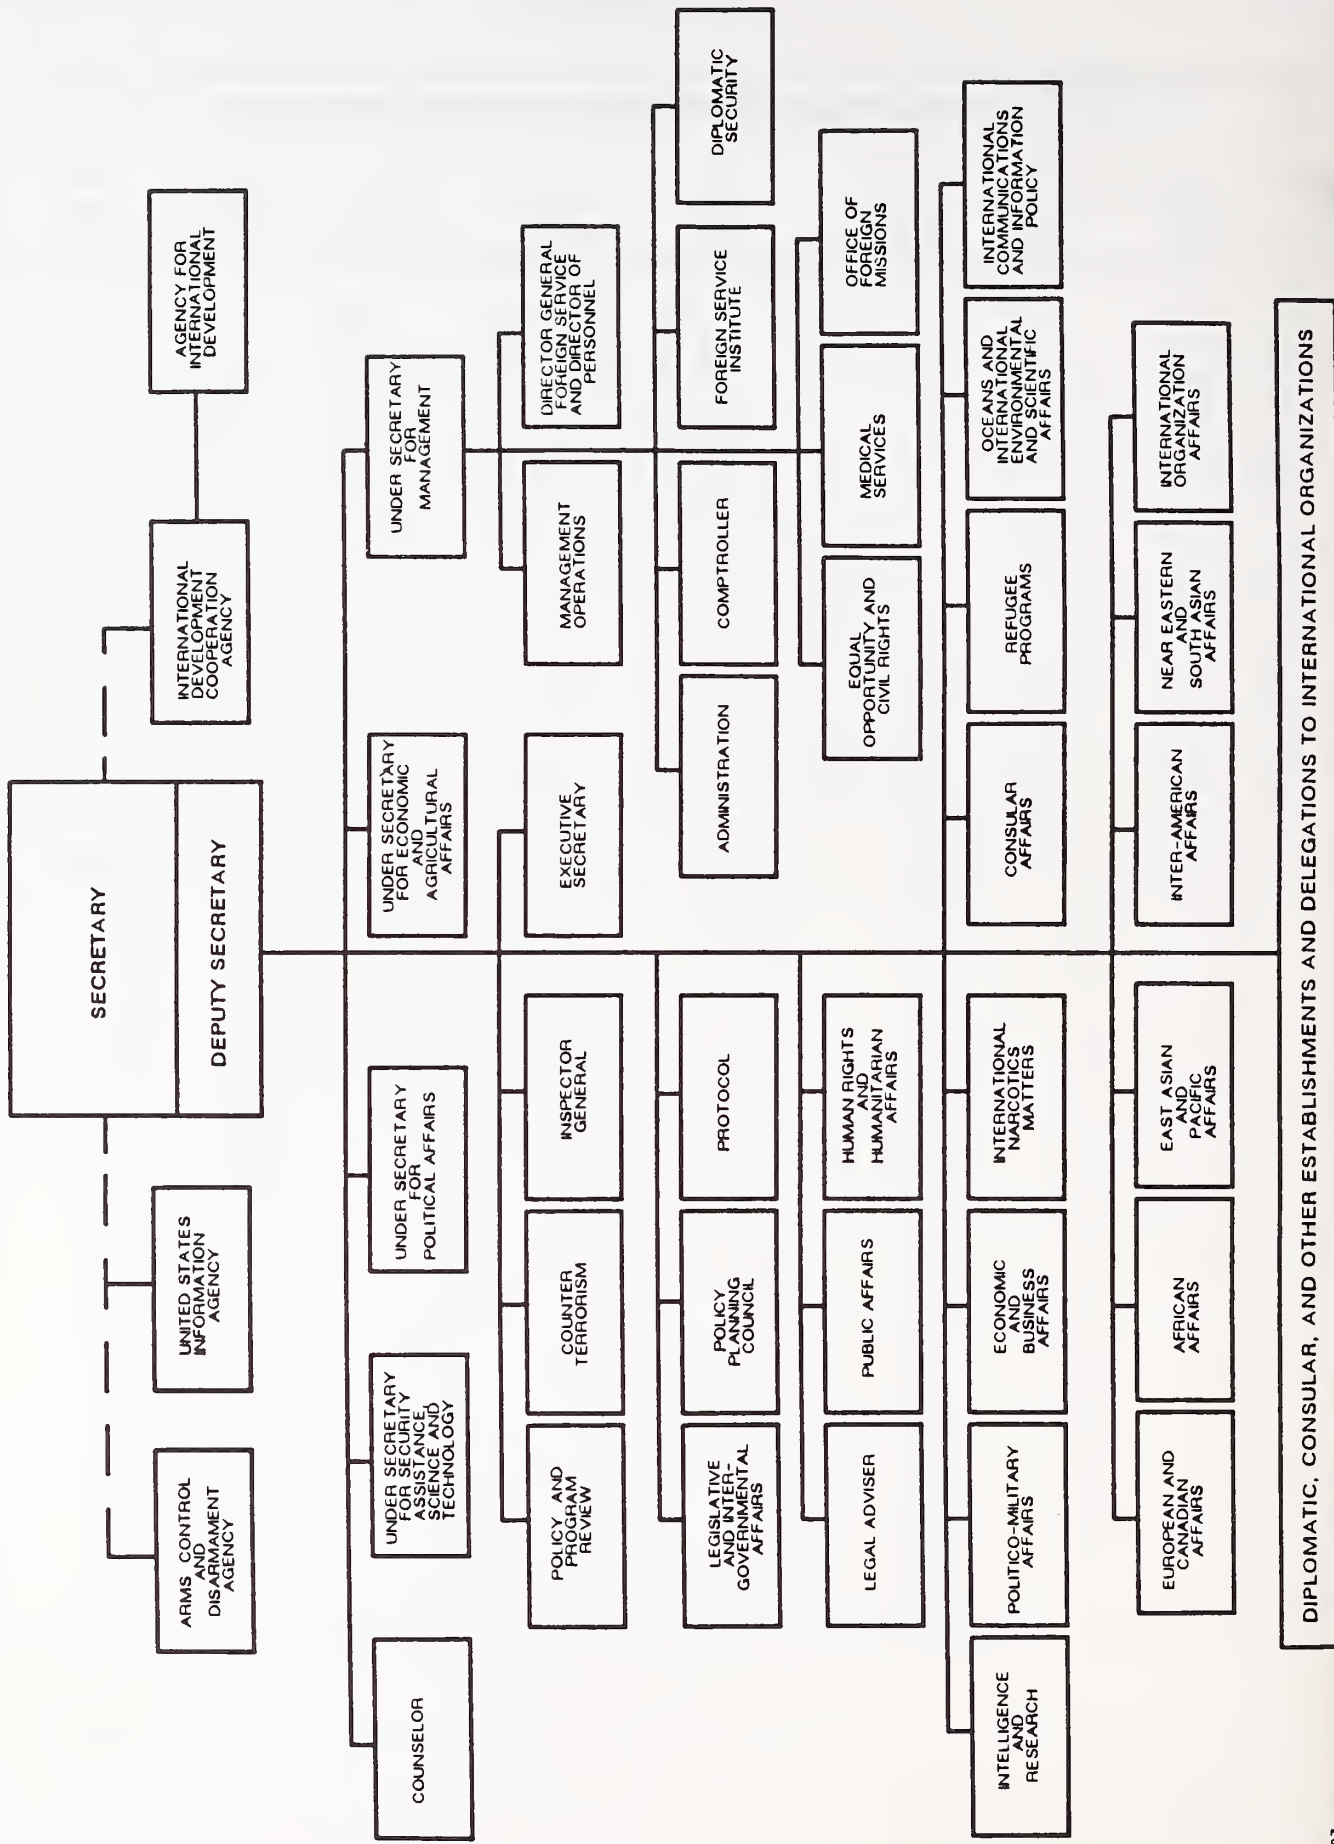 SECRETARY
DEPUTY SECRETARY
ARMS CONTROL
AND
DISARMAMENT
AGENCY
UNITED STATES
INFORMATION
AGENCY
INTERNATIONAL
DEVELOPMENT
COOPERATION
AGENCY
AGENCY FOR
INTERNATIONAL
DEVELOPMENT
COUNSELOR
UNDER SECRETARY
FOR SECURITY
ASSISTANCE,
SCIENCE AND
TECHNOLOGY
UNDER SECRETARY
FOR
POLITICAL AFFAIRS
UNDER SECRETARY
FOR ECONOMIC
AND
AGRICULTURAL
AFFAIRS
UNDER SECRETARY
FOR
MANAGEMENT
POLICY AND
PROGRAM
REVIEW
COUNTER
TERRORISM
INSPECTOR
GENERAL
EXECUTIVE
SECRETARY
MANAGEMENT
OPERATIONS
DIRECTOR GENERAL
FOREIGN SERVICE
AND DIRECTOR OF
PERSONNEL
LEGISLATIVE
AND INTER-
GOVERNMENTAL
AFFAIRS
POLICY
PLANNING
COUNCIL
PROTOCOL
ADMINISTRATION
COMPTROLLER
FOREIGN SERVICE
INSTITUTE
DIPLOMATIC
SECURITY
LEGAL ADVISER
PUBLIC AFFAIRS
HUMAN RIGHTS
AND
HUMANITARIAN
AFFAIRS
EQUAL
OPPORTUNITY AND
CIVIL RIGHTS
MEDICAL
SERVICES
OFFICE OF
FOREIGN
MISSIONS
INTELLIGENCE
AND
RESEARCH
POLITICO-MILITARY
AFFAIRS
ECONOMIC
AND
BUSINESS
AFFAIRS
INTERNATIONAL
NARCOTICS
MATTERS
CONSULAR
AFFAIRS
REFUGEE
PROGRAMS
OCEANS AND
INTERNATIONAL
ENVIRONMENTAL
AND SCIENTIFIC
AFFAIRS
INTERNATIONAL
COMMUNICATIONS
AND INFORMATION
POLICY
EUROPEAN AND
CANADIAN
AFFAIRS
AFRICAN
AFFAIRS
EAST ASIAN
AND
PACIFIC
AFFAIRS
INTER-AMERICAN
AFFAIRS
NEAR EASTERN
AND
SOUTH ASIAN
AFFAIRS
INTERNATIONAL
ORGANIZATION
AFFAIRS
DIPLOMATIC, CONSULAR, AND OTHER ESTABLISHMENTS AND DELEGATIONS TO INTERNATIONAL ORGANIZATIONS